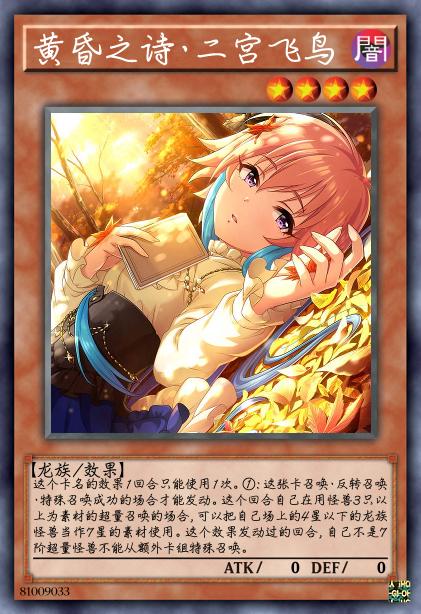 黄昏之诗·二宫飞鸟
闇
【龙族/效果】
这个卡名的效果1回合只能使用1次。①：这张卡召唤·反转召唤
·特殊召唤成功的场合才能发动。这个回合自己在用怪兽3只以
上为素材的超量召唤的场合，可以把自己场上的4星以下的龙族
怪兽当作7星的素材使用。这个效果发动过的回合，自己不是7
阶超量怪兽不能从额外卡组特殊召唤。
ATK/ 0 DEF/ 0
81009033